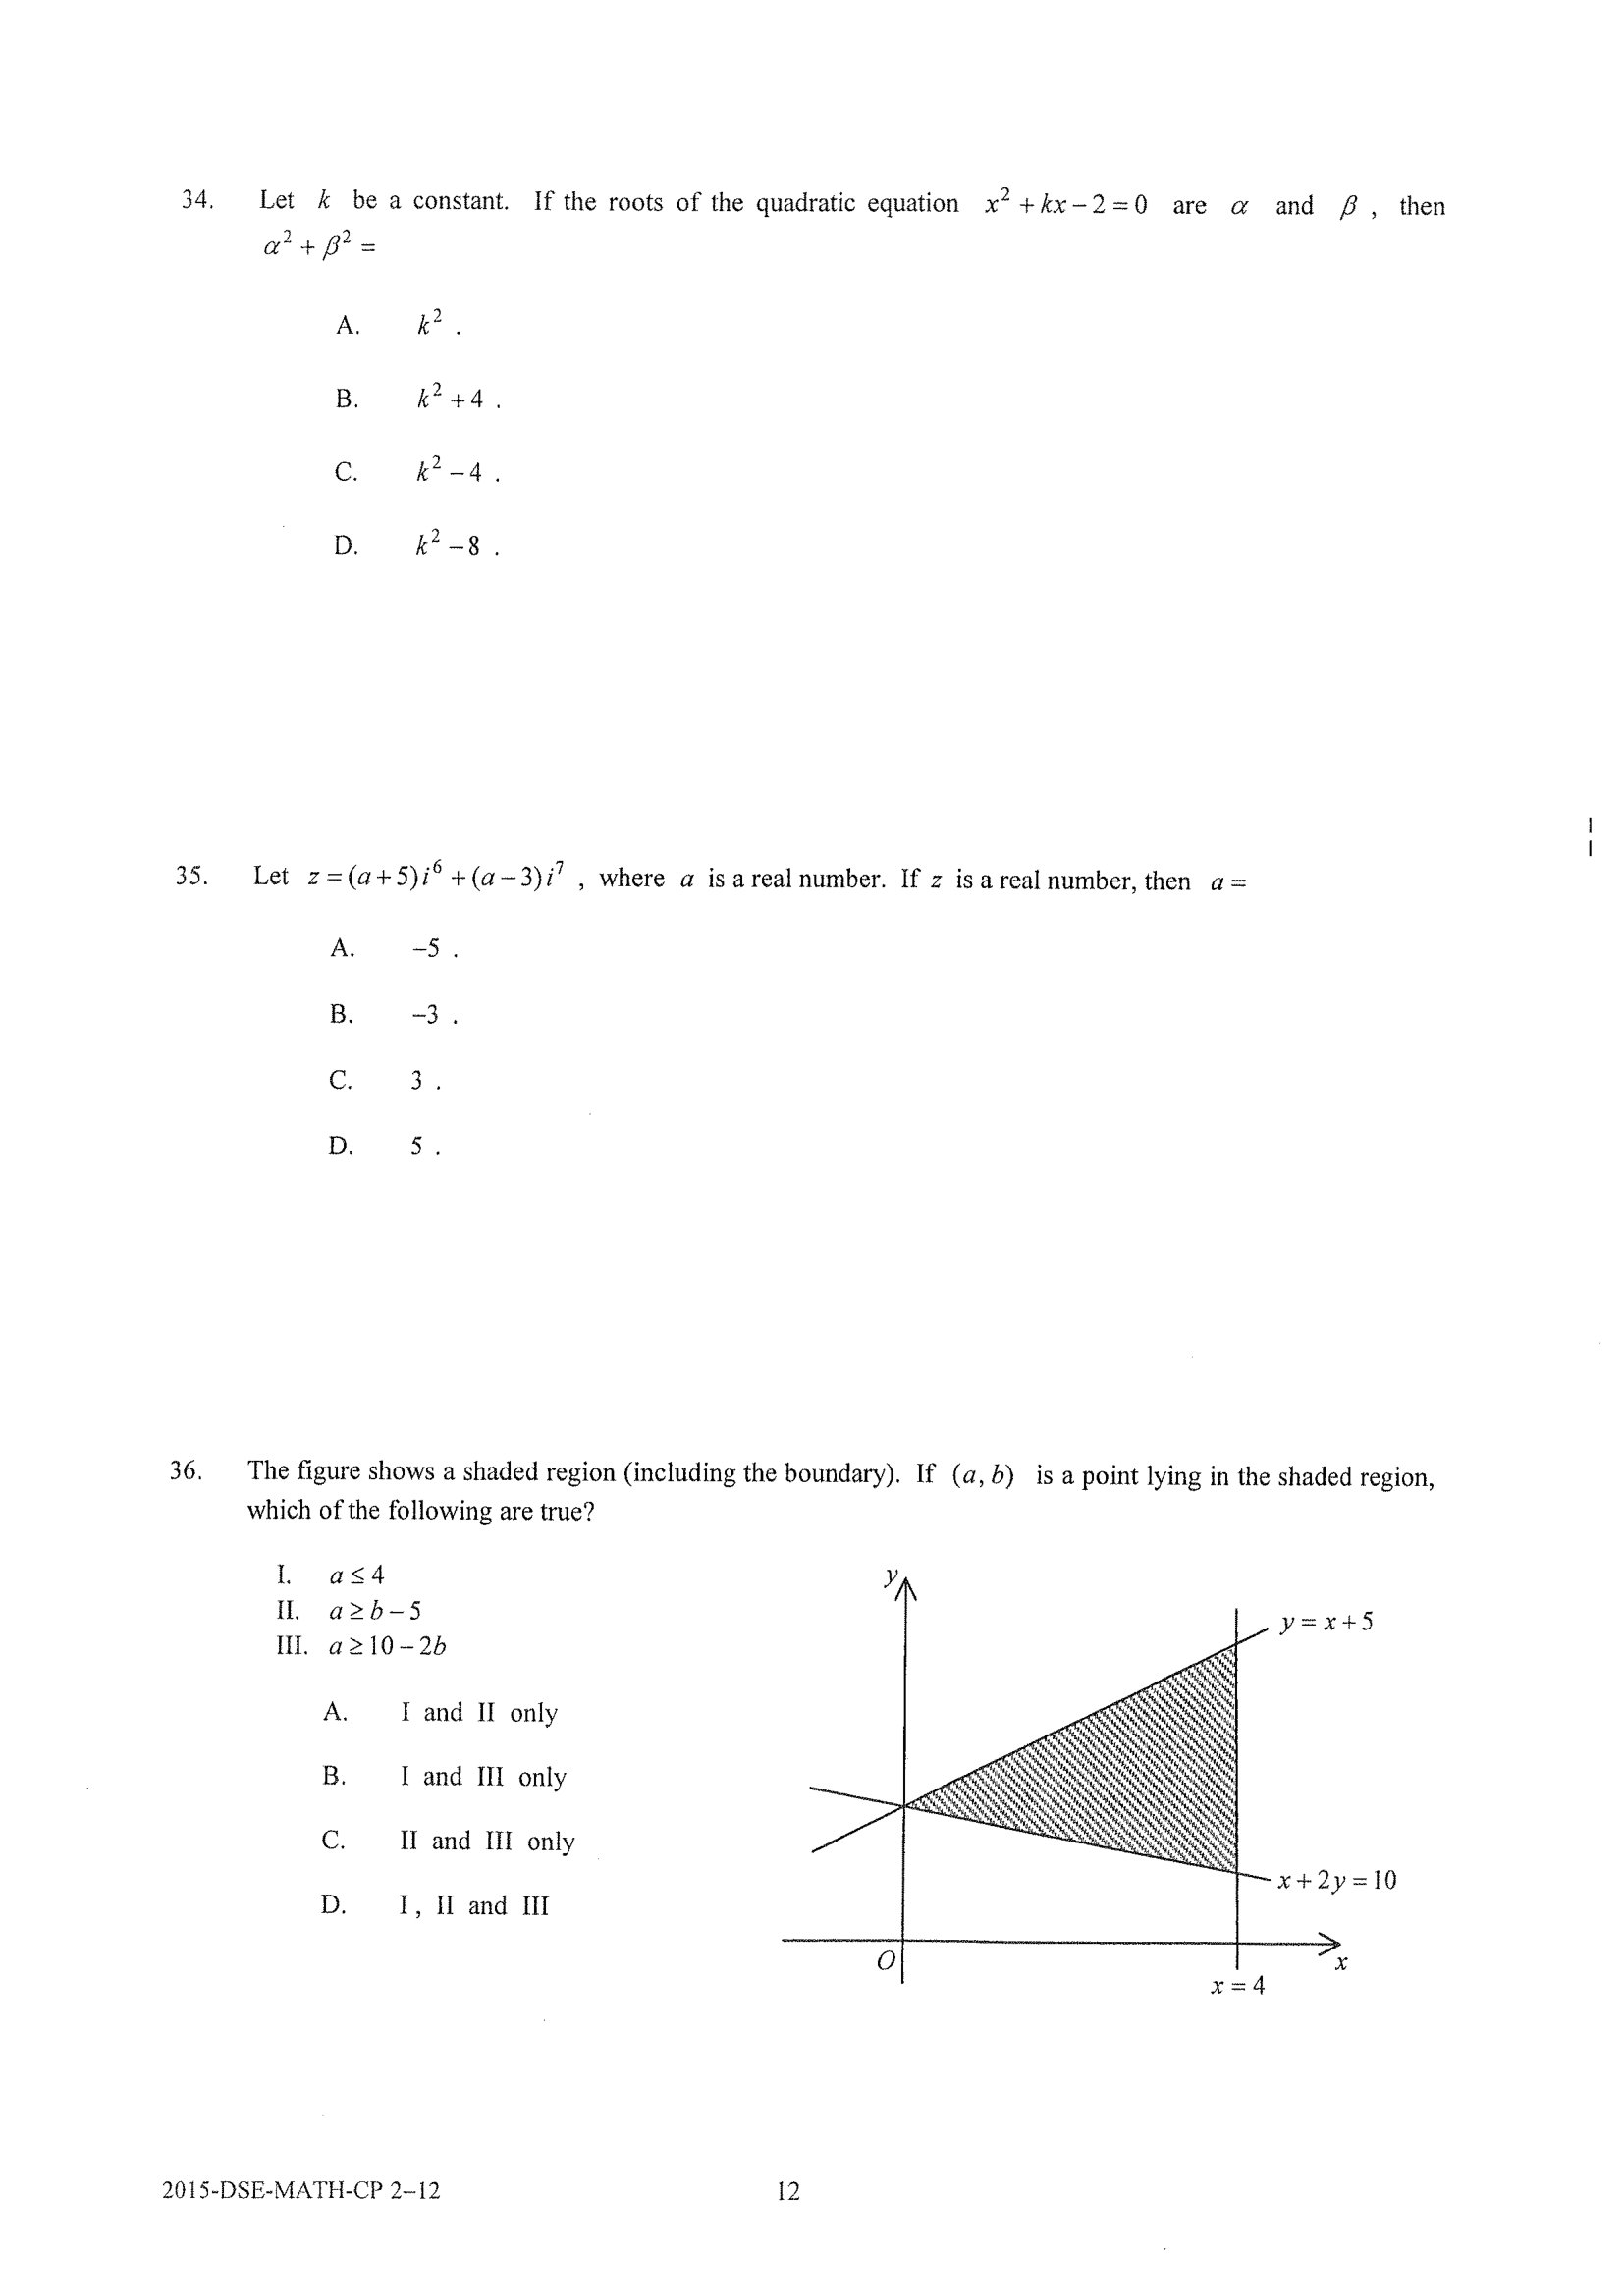 34. Let k be a constant. If the roots of the quadratic equation x² + kx − 2 = 0 are α and β , then
α² + β² =
A. k² .
B. k² + 4 .
C. k² − 4 .
D. k² − 8 .
35. Let z = (a + 5)i⁶ + (a − 3)i⁷ , where a is a real number. If z is a real number, then a =
A. −5 .
B. −3 .
C. 3 .
D. 5 .
36. The figure shows a shaded region (including the boundary). If (a, b) is a point lying in the shaded region,
which of the following are true?
I. a ≤ 4
II. a ≥ b − 5
III. a ≥ 10 − 2b
A. I and II only
B. I and III only
C. II and III only
D. I , II and III
y
y = x + 5
x + 2y = 10
O
x
x = 4
2015-DSE-MATH-CP 2–12
12